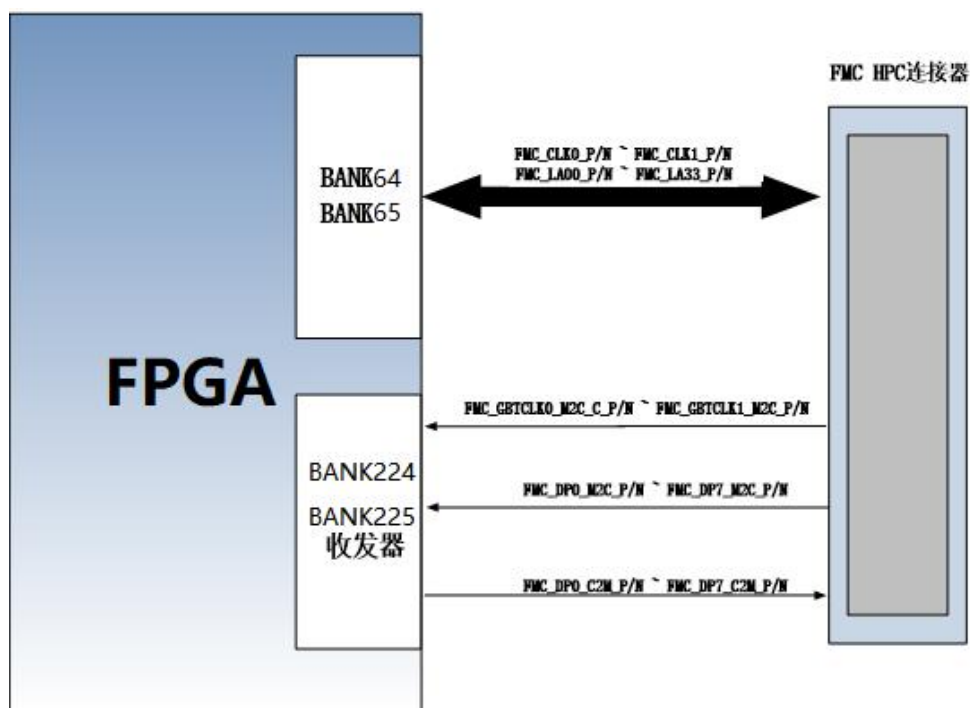 FMC HPC连接器
FMC_CLK0_P/N ~ FMC_CLK1_P/N
FMC_LA00_P/N ~ FMC_LA33_P/N
BANK64
BANK65
FPGA
FMC_GBTCLK0_M2C_C_P/N ~ FMC_GBTCLK1_M2C_P/N
BANK224
FMC_DP0_M2C_P/N ~ FMC_DP7_M2C_P/N
BANK225
收发器
FMC_DP0_C2M_P/N ~ FMC_DP7_C2M_P/N